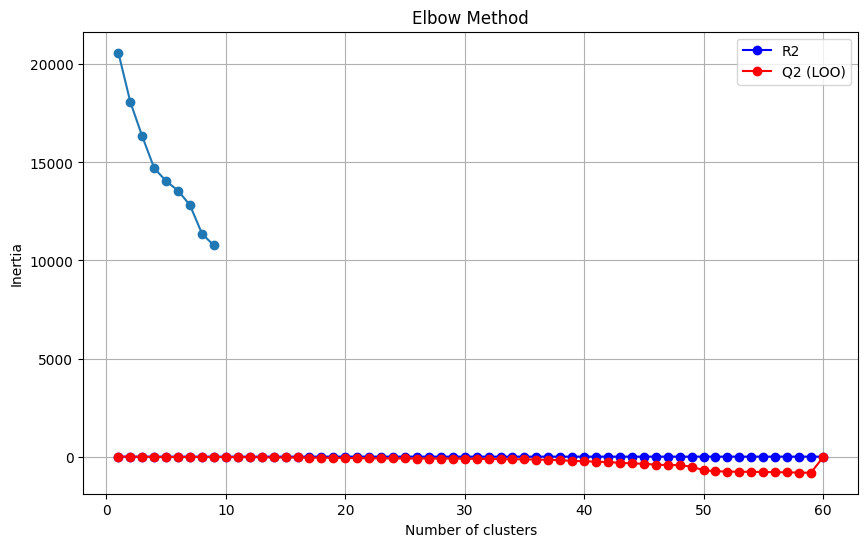 Elbow Method
R2
Q2 (LOO)
Inertia
20000
15000
10000
5000
0
0 10 20 30 40 50 60
Number of clusters